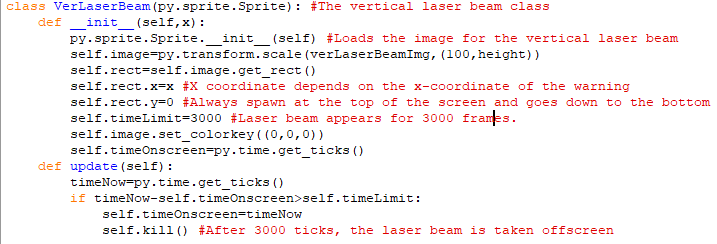 class VerLaserBeam(py.sprite.Sprite): #The vertical laser beam class
    def __init__(self,x):
        py.sprite.Sprite.__init__(self) #Loads the image for the vertical laser beam
        self.image=py.transform.scale(verLaserBeamImg,(100,height))
        self.rect=self.image.get_rect()
        self.rect.x=x #X coordinate depends on the x-coordinate of the warning
        self.rect.y=0 #Always spawn at the top of the screen and goes down to the bottom
        self.timeLimit=3000 #Laser beam appears for 3000 frames.
        self.image.set_colorkey((0,0,0))
        self.timeOnscreen=py.time.get_ticks()
    def update(self):
        timeNow=py.time.get_ticks()
        if timeNow-self.timeOnscreen>self.timeLimit:
            self.timeOnscreen=timeNow
            self.kill() #After 3000 ticks, the laser beam is taken offscreen